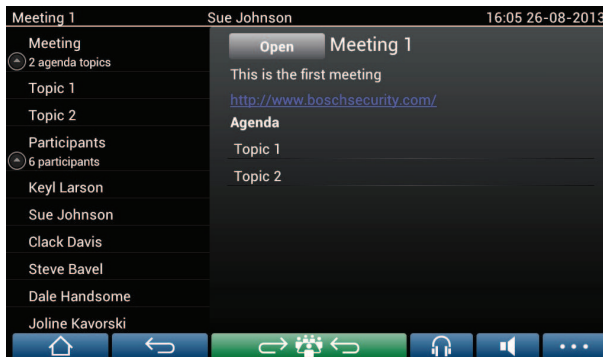 Meeting 1 Sue Johnson 16:05 26-08-2013
Meeting
2 agenda topics
Topic 1
Topic 2
Participants
6 participants
Keyl Larson
Sue Johnson
Clack Davis
Steve Bavel
Dale Handsome
Joline Kavorski
Open Meeting 1
This is the first meeting
http://www.boschsecurity.com/
Agenda
Topic 1
Topic 2